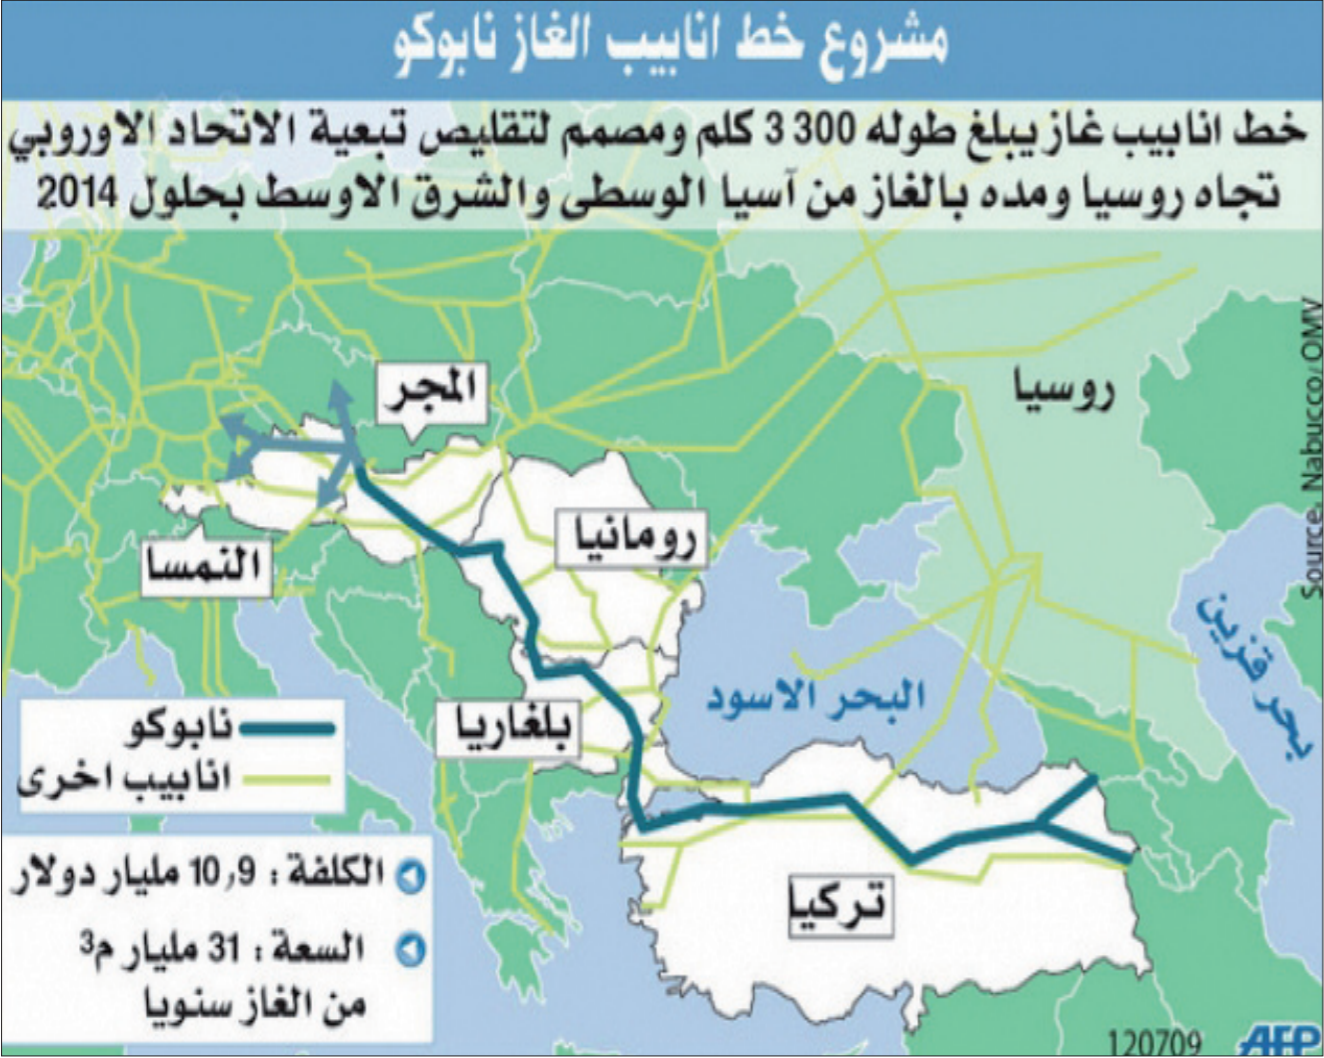 مشروع خط انابيب الغاز نابوكو
خط انابيب غاز يبلغ طوله 300 3 كلم ومصمم لتقليص تبعية الاتحاد الاوروبي
تجاه روسيا ومده بالغاز من آسيا الوسطى والشرق الاوسط بحلول 2014
روسيا
المجر
رومانيا
النمسا
بحر قزوين
البحر الاسود
بلغاريا
نابوكو
انابيب اخرى
تركيا
الكلفة : 10,9 مليار دولار
السعة : 31 مليار م3
من الغاز سنويا
Source: Nabucco/OMV
120709
AFP